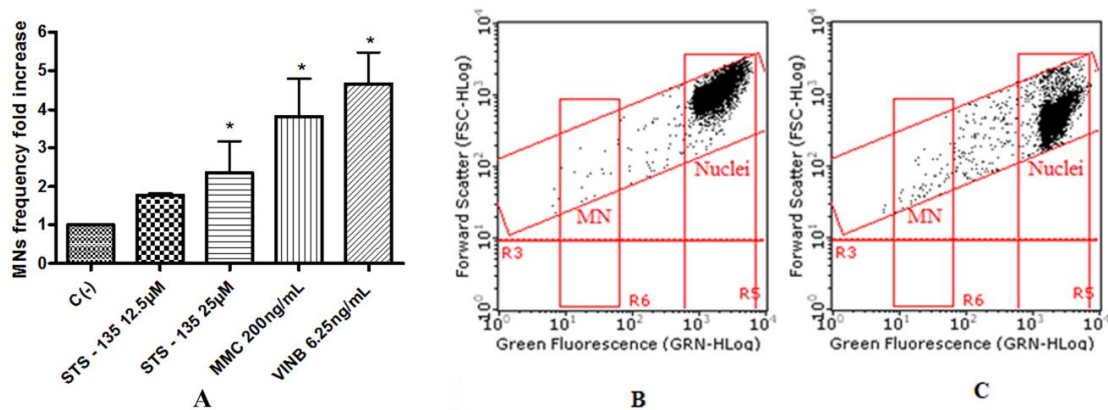 MNs frequency fold increase
6
5
4
3
2
1
0
*
*
*
C (-)
STS - 135 12.5µM
STS - 135 25µM
MMC 200ng/mL
VINB 6.25ng/mL
A
Forward Scatter (FSC-HLog)
10⁴
10³
10²
10¹
10⁰
Nuclei
MN
R3
R6
R5
10⁰ 10¹ 10² 10³ 10⁴
Green Fluorescence (GRN-HLog)
B
Forward Scatter (FSC-HLog)
10⁴
10³
10²
10¹
10⁰
Nuclei
MN
R3
R6
R5
10⁰ 10¹ 10² 10³ 10⁴
Green Fluorescence (GRN-HLog)
C